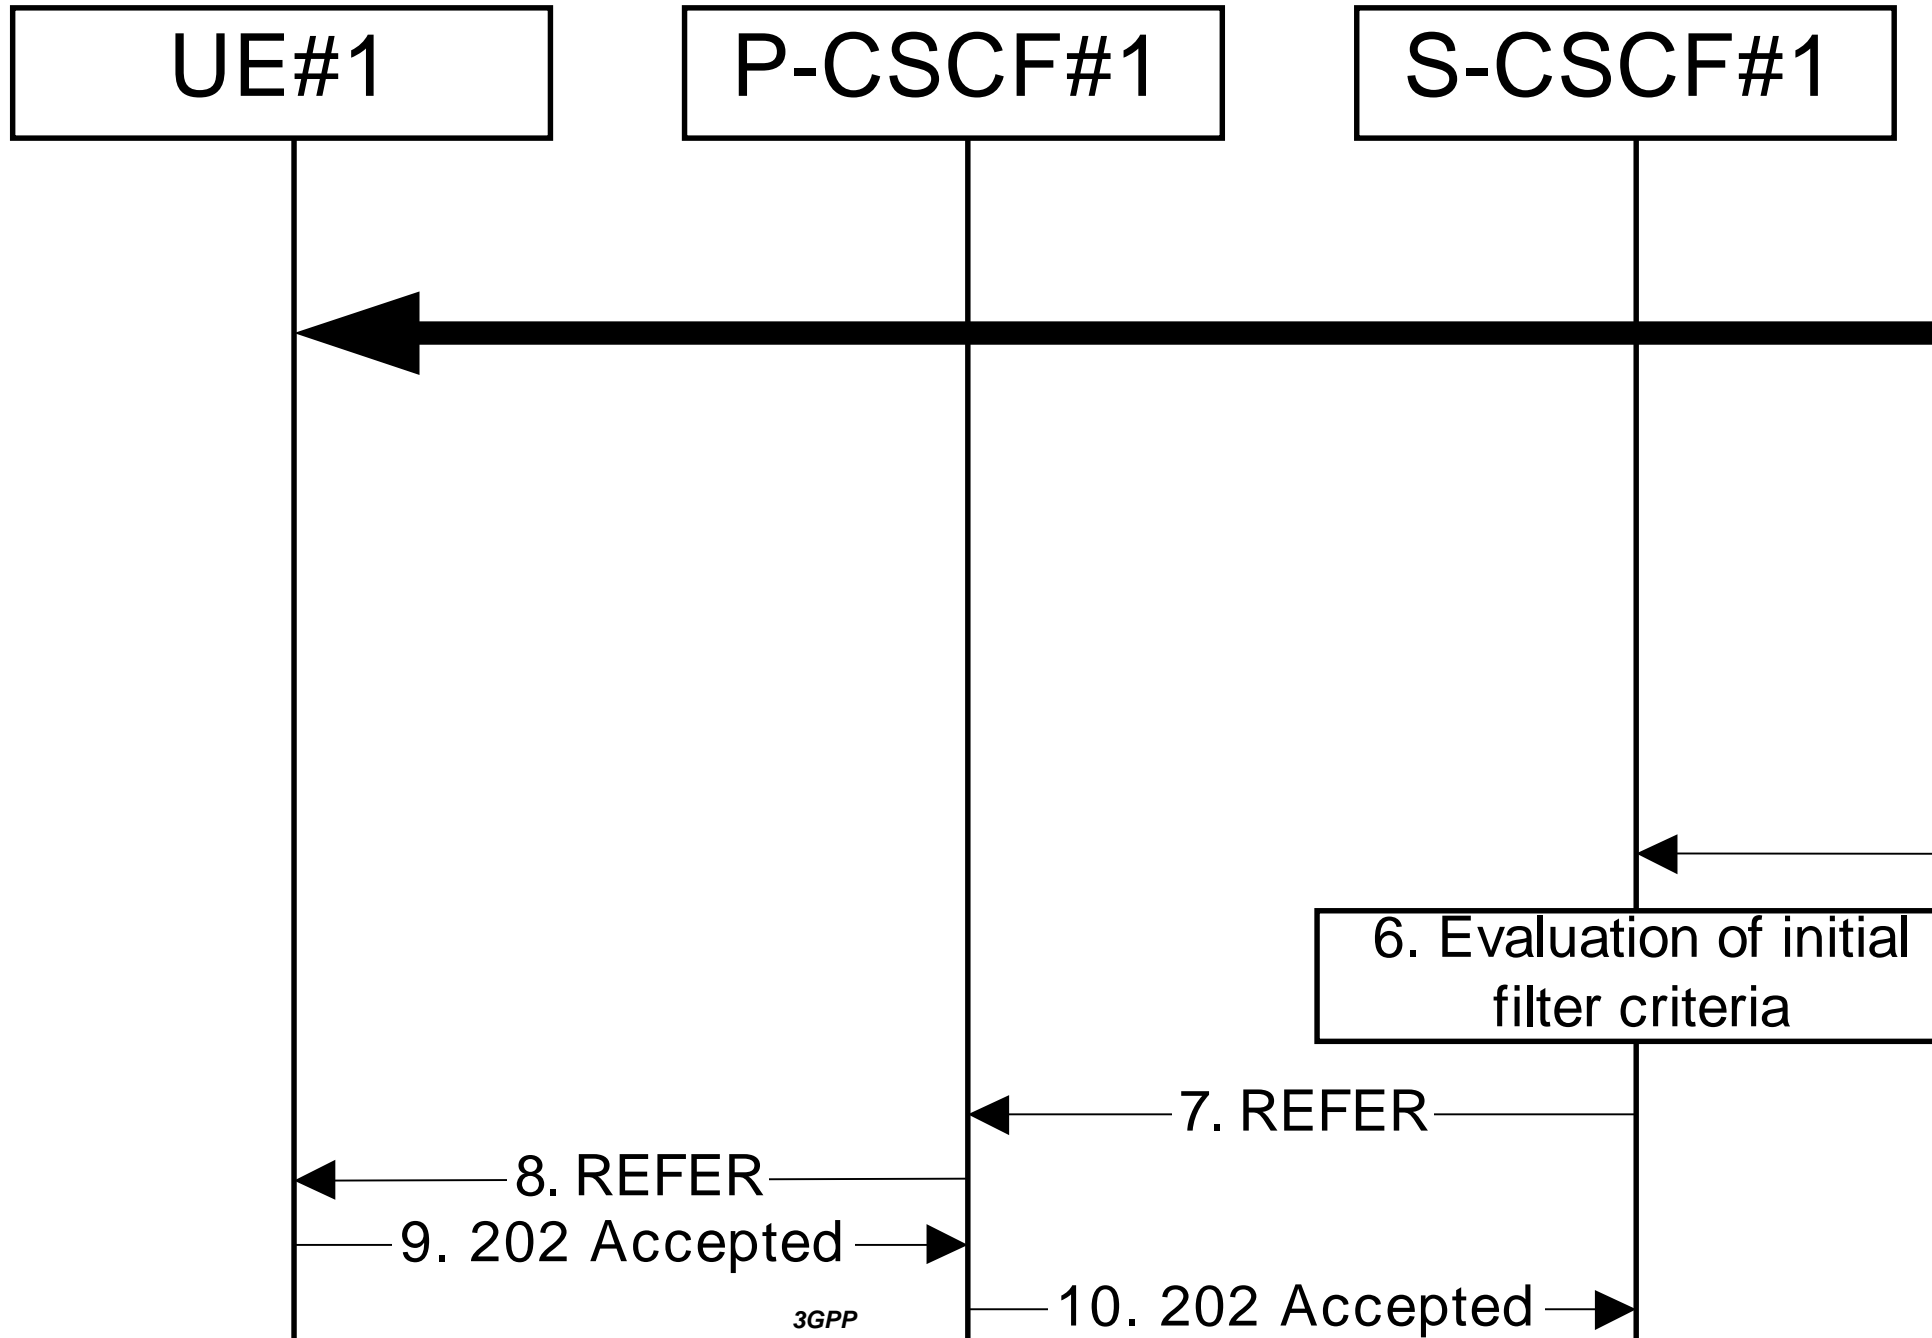 UE#1
P-CSCF#1
S-CSCF#1
6. Evaluation of initial
filter criteria
7. REFER
8. REFER
9. 202 Accepted
10. 202 Accepted
3GPP